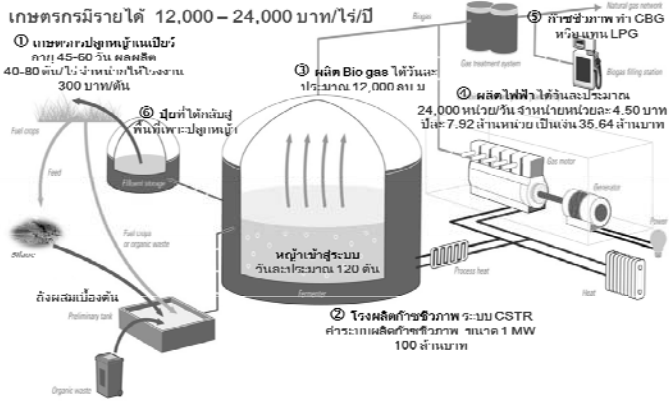 เกษตรกรมีรายได้ 12,000 – 24,000 บาท/ไร่/ปี
① เกษตรกรปลูกหญ้าเนเปียร์
อายุ 45-60 วัน ผลผลิต
40-80 ตัน/ไร่ จำหน่ายให้โรงงาน
300 บาท/ตัน
Fuel crops
Feed
Silage
⑥ ปุ๋ยที่ได้กลับสู่
พื้นที่เพาะปลูกหญ้า
Effluent storage
Fuel crops
or organic waste
ถังผสมเบื้องต้น
Preliminary tank
Organic waste
③ ผลิต Bio gas ได้วันละ
ประมาณ 12,000 ลบ.ม
หญ้าเข้าสู่ระบบ
วันละประมาณ 120 ตัน
Fermenter
② โรงผลิตก๊าซชีวภาพ ระบบ CSTR
ค่าระบบผลิตก๊าซชีวภาพ ขนาด 1 MW
100 ล้านบาท
Biogas
Gas treatment system
Natural gas network
⑤ ก๊าซชีวภาพ ทำ CBG
หรือ แทน LPG
Biogas filling station
④ ผลิตไฟฟ้า ได้วันละประมาณ
24,000 หน่วย/วัน จำหน่ายหน่วยละ 4.50 บาท
ปีละ 7.92 ล้านหน่วย เป็นเงิน 35.64 ล้านบาท
Gas motor
Generator
Power
Process heat
Heat